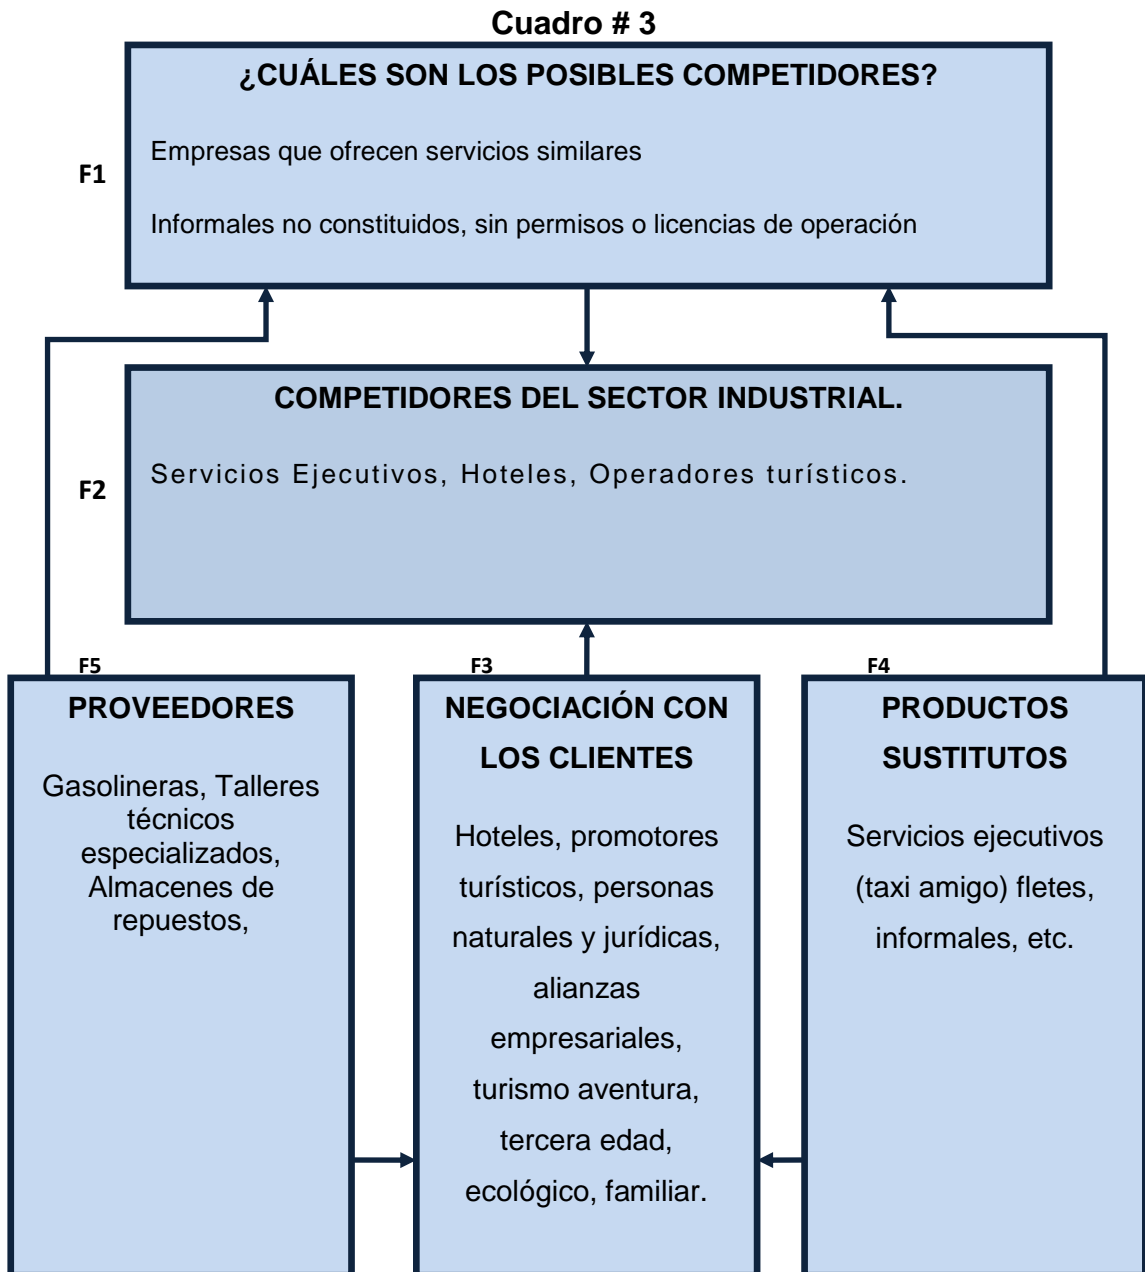 Cuadro # 3
¿CUÁLES SON LOS POSIBLES COMPETIDORES?
Empresas que ofrecen servicios similares
F1
Informales no constituidos, sin permisos o licencias de operación
COMPETIDORES DEL SECTOR INDUSTRIAL.
Servicios Ejecutivos, Hoteles, Operadores turísticos.
F2
F5
PROVEEDORES
Gasolineras, Talleres
técnicos
especializados,
Almacenes de
repuestos,
F3
NEGOCIACIÓN CON
LOS CLIENTES
Hoteles, promotores
turísticos, personas
naturales y jurídicas,
alianzas
empresariales,
turismo aventura,
tercera edad,
ecológico, familiar.
F4
PRODUCTOS
SUSTITUTOS
Servicios ejecutivos
(taxi amigo) fletes,
informales, etc.